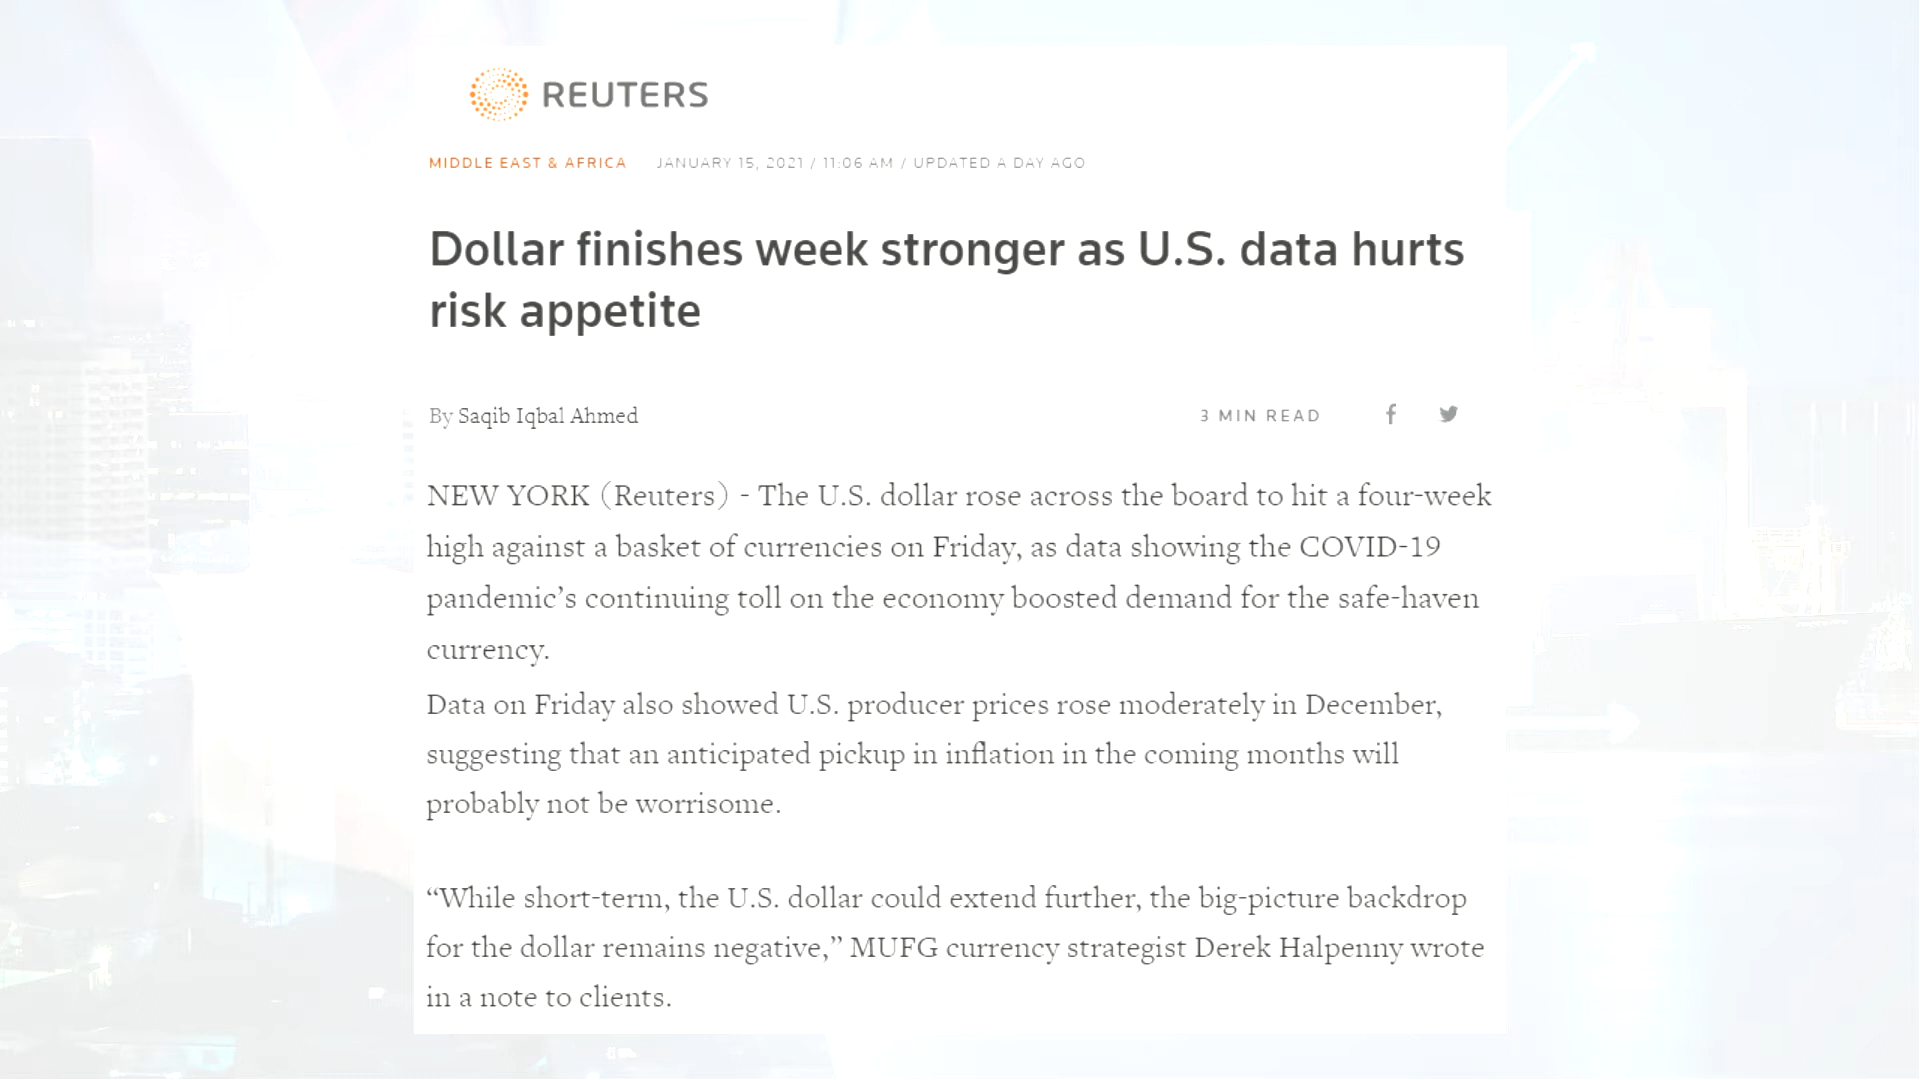 REUTERS
MIDDLE EAST & AFRICA JANUARY 15, 2021 / 11:06 AM / UPDATED A DAY AGO
Dollar finishes week stronger as U.S. data hurts
risk appetite
By Saqib Iqbal Ahmed 3 MIN READ
NEW YORK (Reuters) - The U.S. dollar rose across the board to hit a four-week
high against a basket of currencies on Friday, as data showing the COVID-19
pandemic’s continuing toll on the economy boosted demand for the safe-haven
currency.
Data on Friday also showed U.S. producer prices rose moderately in December,
suggesting that an anticipated pickup in inflation in the coming months will
probably not be worrisome.
“While short-term, the U.S. dollar could extend further, the big-picture backdrop
for the dollar remains negative,” MUFG currency strategist Derek Halpenny wrote
in a note to clients.